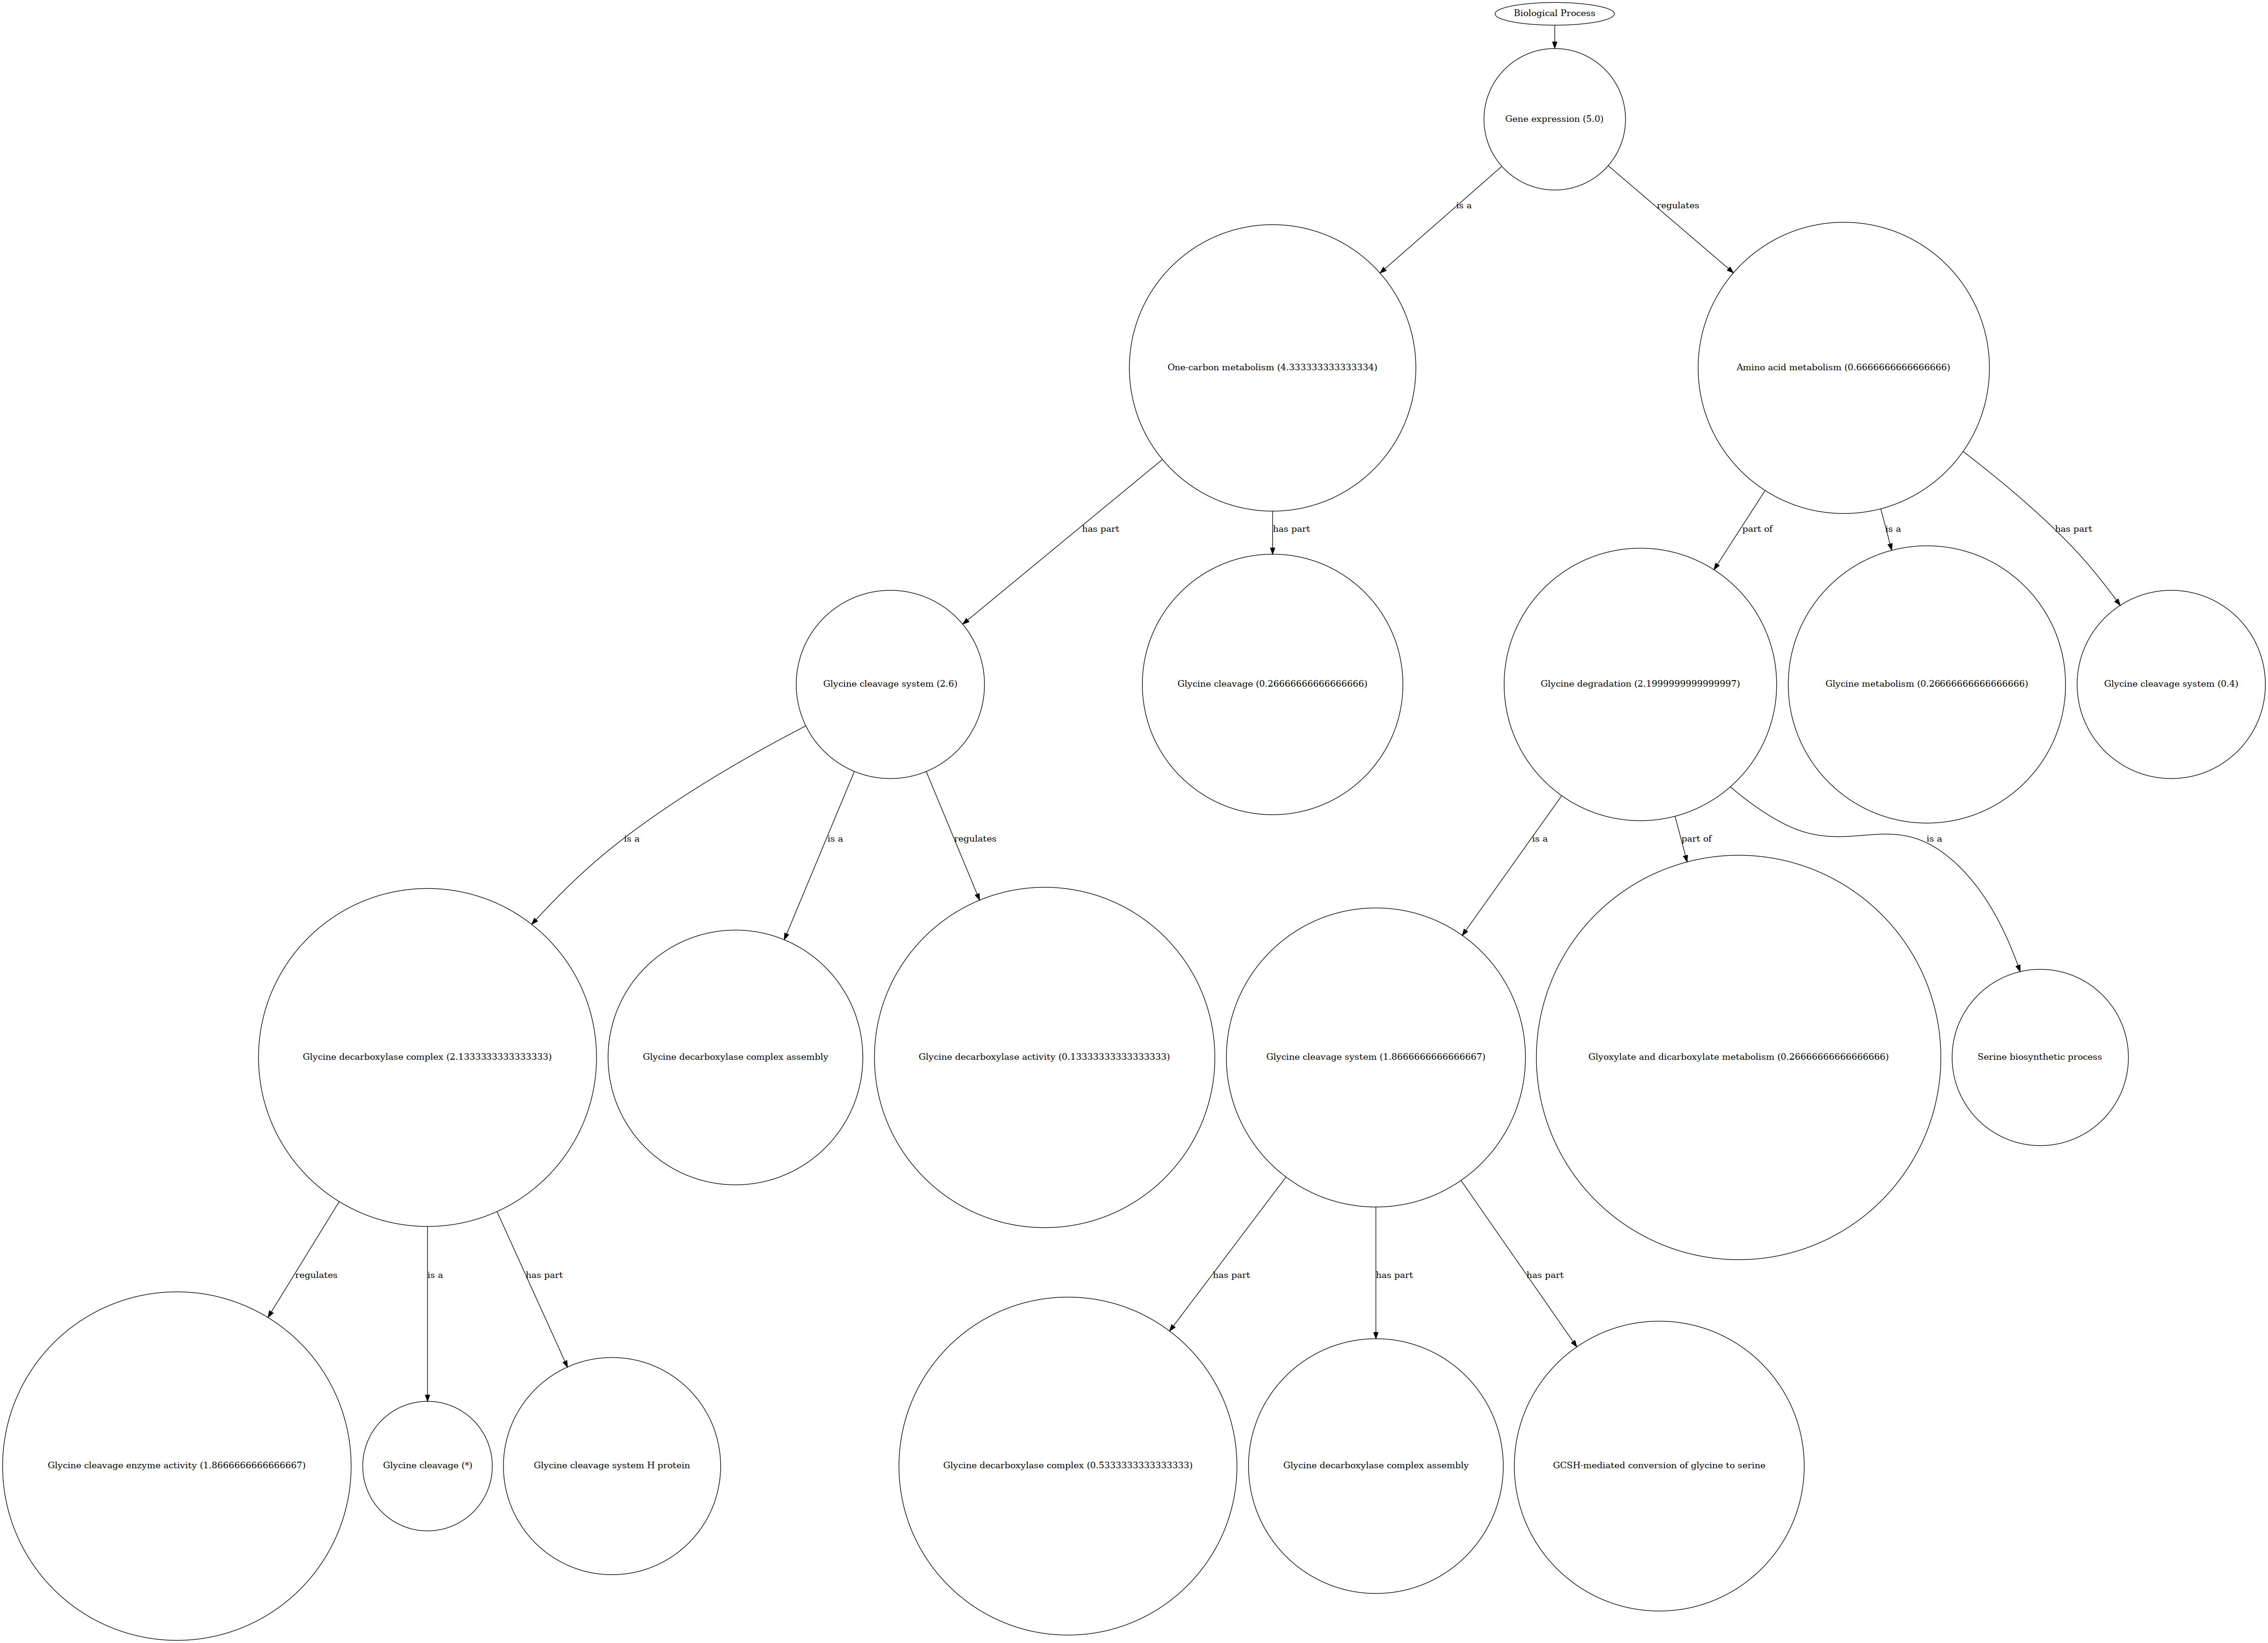 Biological Process
Gene expression (5.0)
is a
regulates
One-carbon metabolism (4.333333333333334)
Amino acid metabolism (0.6666666666666666)
has part
has part
part of
is a
has part
Glycine cleavage system (2.6)
Glycine cleavage (0.26666666666666666)
Glycine degradation (2.1999999999999997)
Glycine metabolism (0.26666666666666666)
Glycine cleavage system (0.4)
is a
is a
regulates
is a
part of
is a
Glycine decarboxylase complex (2.1333333333333333)
Glycine decarboxylase complex assembly
Glycine decarboxylase activity (0.13333333333333333)
Glycine cleavage system (1.8666666666666667)
Glyoxylate and dicarboxylate metabolism (0.26666666666666666)
Serine biosynthetic process
regulates
is a
has part
has part
has part
has part
Glycine cleavage enzyme activity (1.8666666666666667)
Glycine cleavage (*)
Glycine cleavage system H protein
Glycine decarboxylase complex (0.5333333333333333)
Glycine decarboxylase complex assembly
GCSH-mediated conversion of glycine to serine